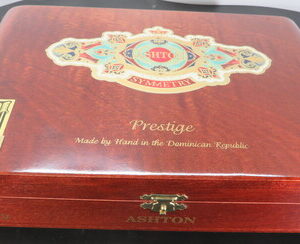 SYMMETRY
Prestige
Made by Hand in the Dominican Republic
ASHTON